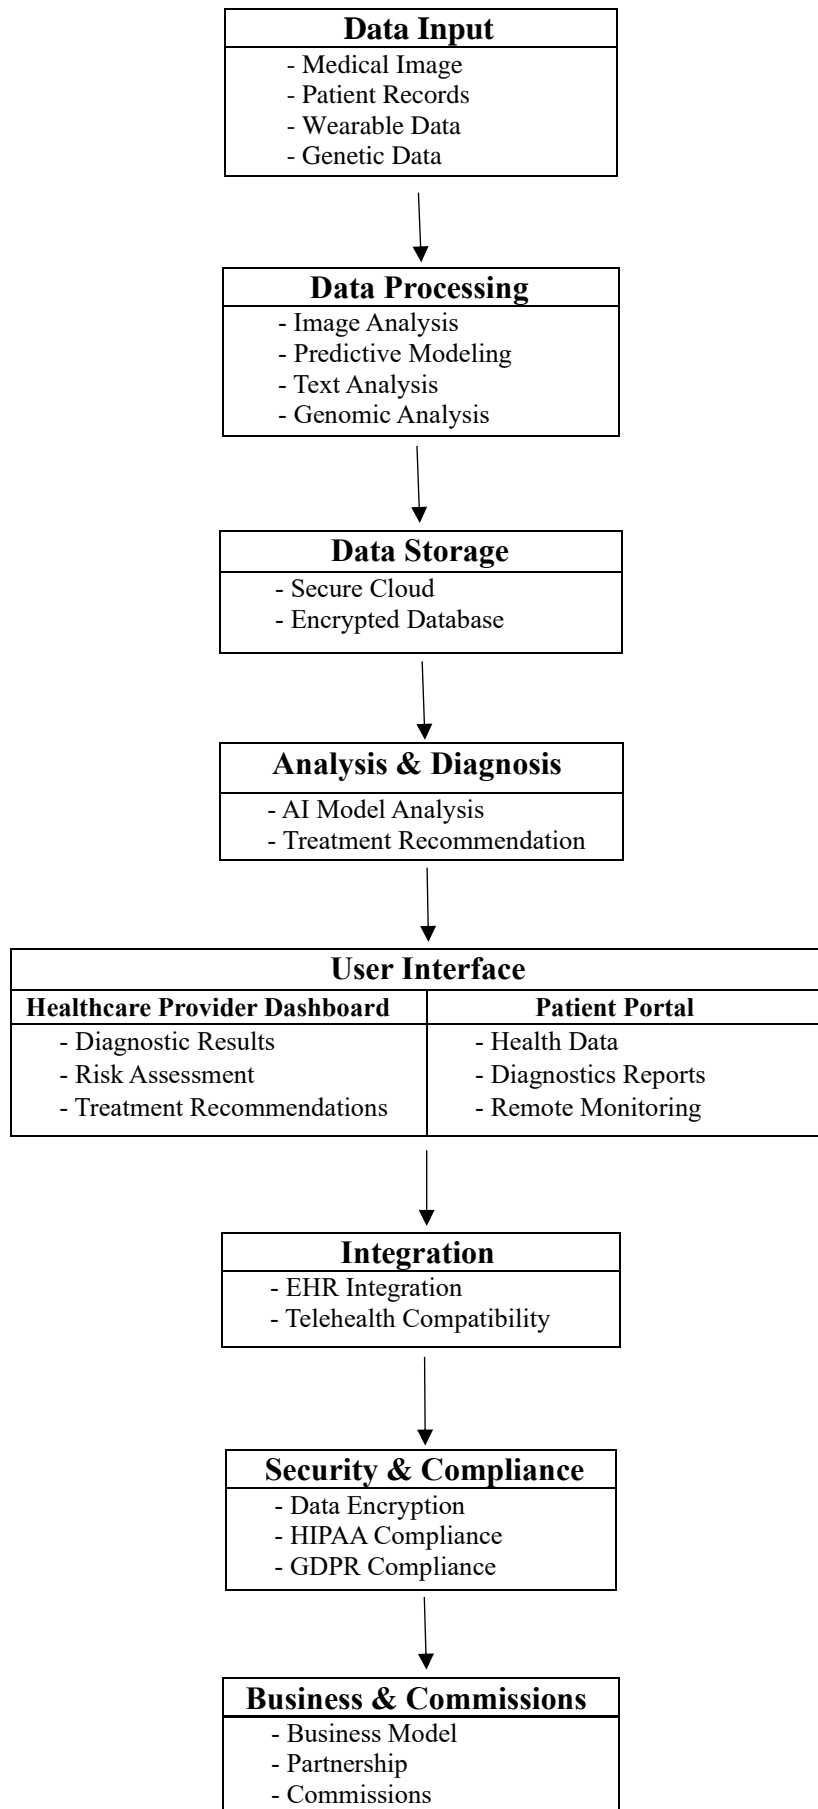 Data Input
- Medical Image
- Patient Records
- Wearable Data
- Genetic Data
Data Processing
- Image Analysis
- Predictive Modeling
- Text Analysis
- Genomic Analysis
Data Storage
- Secure Cloud
- Encrypted Database
Analysis & Diagnosis
- AI Model Analysis
- Treatment Recommendation
User Interface
Healthcare Provider Dashboard
- Diagnostic Results
- Risk Assessment
- Treatment Recommendations
Patient Portal
- Health Data
- Diagnostics Reports
- Remote Monitoring
Integration
- EHR Integration
- Telehealth Compatibility
Security & Compliance
- Data Encryption
- HIPAA Compliance
- GDPR Compliance
Business & Commissions
- Business Model
- Partnership
- Commissions